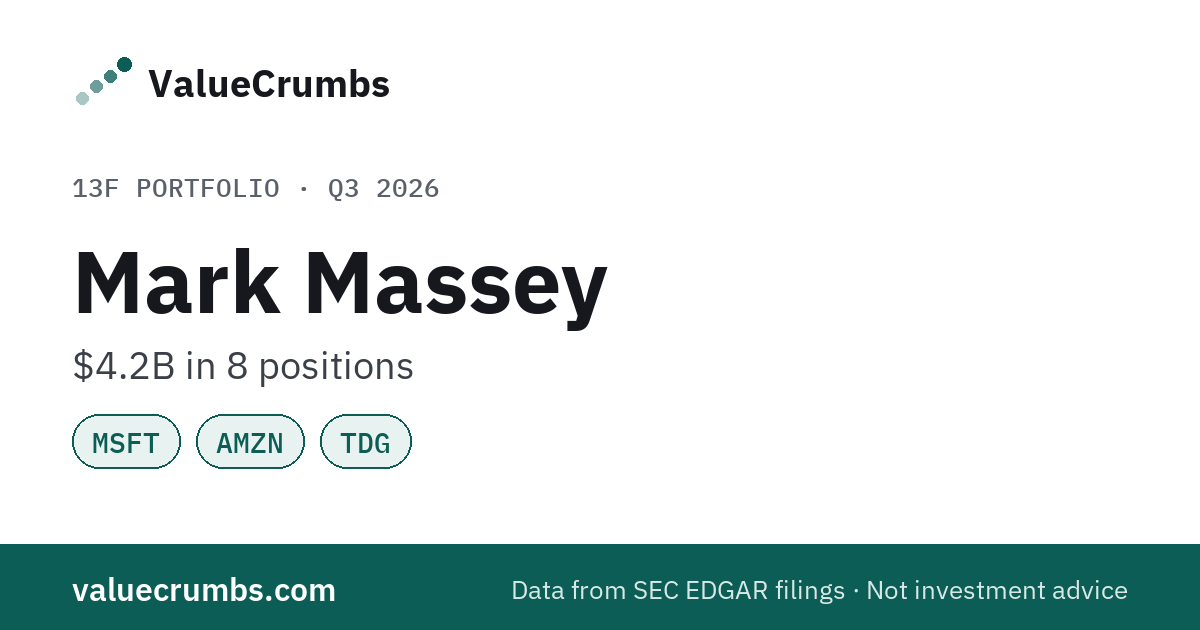 ValueCrumbs
13F PORTFOLIO · Q3 2026
Mark Massey
$4.2B in 8 positions
MSFT AMZN TDG
valuecrumbs.com
Data from SEC EDGAR filings · Not investment advice